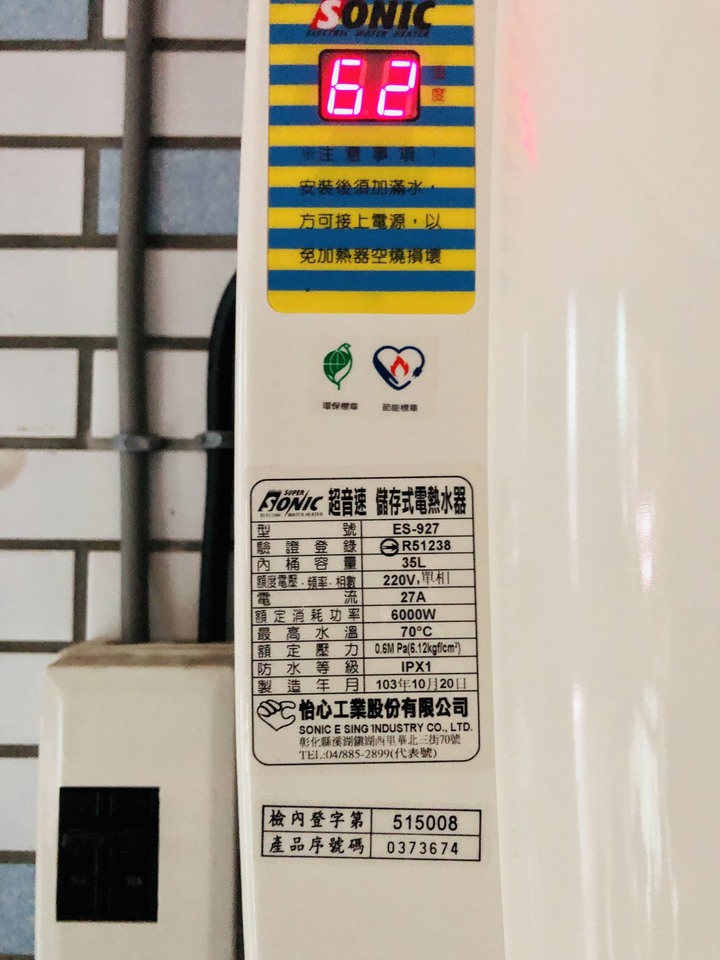 SONIC
ELECTRIC WATER HEATER
62
溫度
※注意事項：
安裝後須加滿水，
方可接上電源，以
免加熱器空燒損壞
環保標章 節能標章
SUPER SONIC 超音速 儲存式電熱水器
ELECTRIC WATER HEATER
型號 ES-927
驗證登錄 R51238
內桶容量 35L
額度電壓．頻率．相數 220V,單相
電流 27A
額定消耗功率 6000W
最高水溫 70°C
額定壓力 0.6M Pa(6.12kgf/cm²)
防水等級 IPX1
製造年月 103年10月20日
怡心工業股份有限公司
SONIC E SING INDUSTRY CO., LTD.
彰化縣溪湖鎮湖西里華北三街70號
TEL:04/885-2899(代表號)
檢內登字第 515008
產品序號碼 0373674